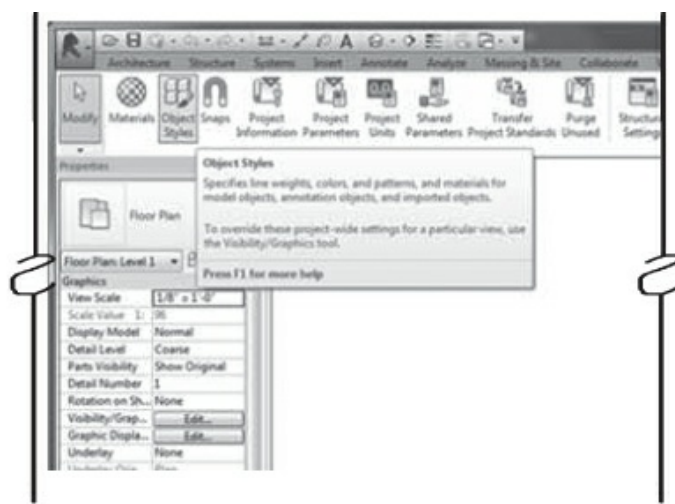 Architecture Structure Systems Insert Annotate Analyze Massing & Site Collaborate
Modify Materials Object Styles Snaps Project Information Project Parameters Project Units Shared Parameters Transfer Project Standards Purge Unused Structural Settings
Properties
Object Styles
Specifies line weights, colors, and patterns, and materials for
model objects, annotation objects, and imported objects.
To override these project-wide settings for a particular view, use
the Visibility/Graphics tool.
Press F1 for more help
Floor Plan
Floor Plan: Level 1
Graphics
View Scale 1/8" = 1'-0"
Scale Value 1: 96
Display Model Normal
Detail Level Coarse
Parts Visibility Show Original
Detail Number 1
Rotation on Sh... None
Visibility/Grap... Edit...
Graphic Displa... Edit...
Underlay None
Underlay Orie... Plan